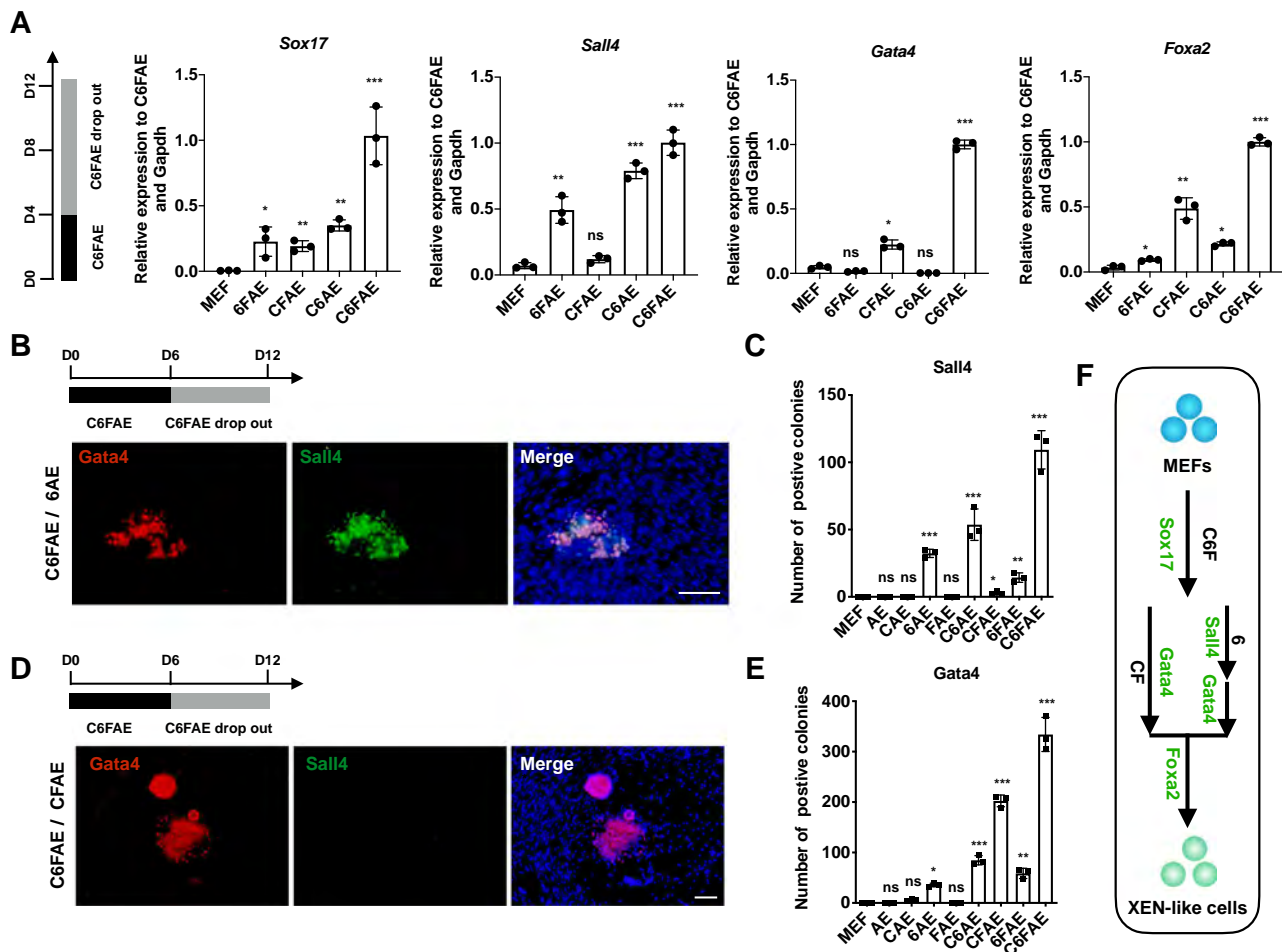 A
D12
D8
D4
D0
C6FAE drop out
C6FAE
Sox17
Relative expression to C6FAE
and Gapdh
1.5
1.0
0.5
0.0
*
**
**
***
MEF
6FAE
CFAE
C6AE
C6FAE
Sall4
Relative expression to C6FAE
and Gapdh
1.5
1.0
0.5
0.0
**
ns
***
***
MEF
6FAE
CFAE
C6AE
C6FAE
Gata4
Relative expression to C6FAE
and Gapdh
1.5
1.0
0.5
0.0
ns
*
ns
***
MEF
6FAE
CFAE
C6AE
C6FAE
Foxa2
Relative expression to C6FAE
and Gapdh
1.5
1.0
0.5
0.0
*
**
*
***
MEF
6FAE
CFAE
C6AE
C6FAE
B
D0 D6 D12
C6FAE C6FAE drop out
C6FAE / 6AE
Gata4 Sall4 Merge
C
Sall4
Number of postive colonies
150
100
50
0
ns
ns
***
ns
***
*
**
***
MEF
AE
CAE
6AE
FAE
C6AE
CFAE
6FAE
C6FAE
D
D0 D6 D12
C6FAE C6FAE drop out
C6FAE / CFAE
Gata4 Sall4 Merge
E
Gata4
Number of postive colonies
400
300
200
100
0
ns
ns
*
ns
***
***
**
***
MEF
AE
CAE
6AE
FAE
C6AE
CFAE
6FAE
C6FAE
F
MEFs
Sox17 C6F
CF
Gata4
Sall4
6
Gata4
Foxa2
XEN-like cells